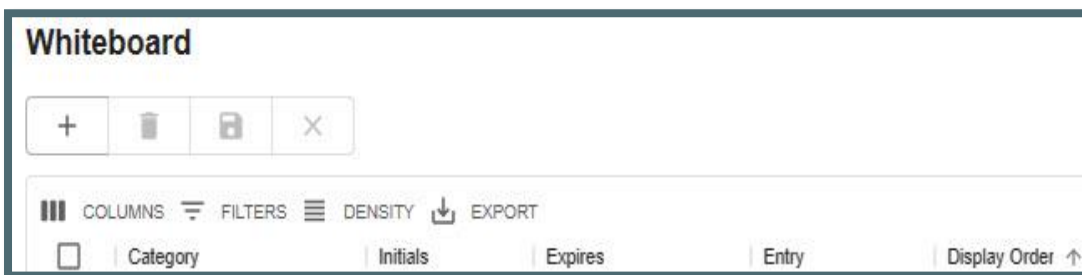 Whiteboard
COLUMNS FILTERS DENSITY EXPORT
Category Initials Expires Entry Display Order